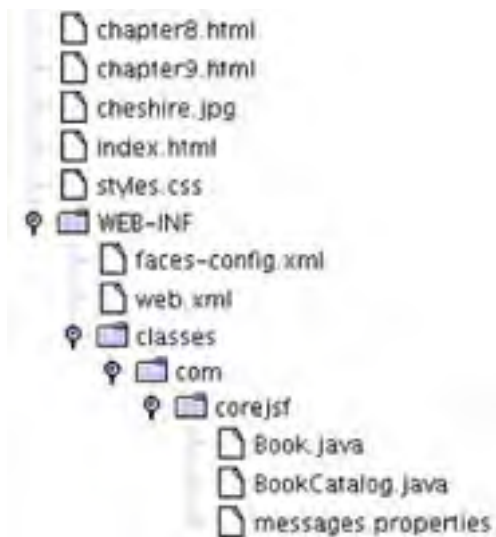 chapter8.html
chapter9.html
cheshire.jpg
index.html
styles.css
WEB-INF
faces-config.xml
web.xml
classes
com
corejsf
Book.java
BookCatalog.java
messages.properties